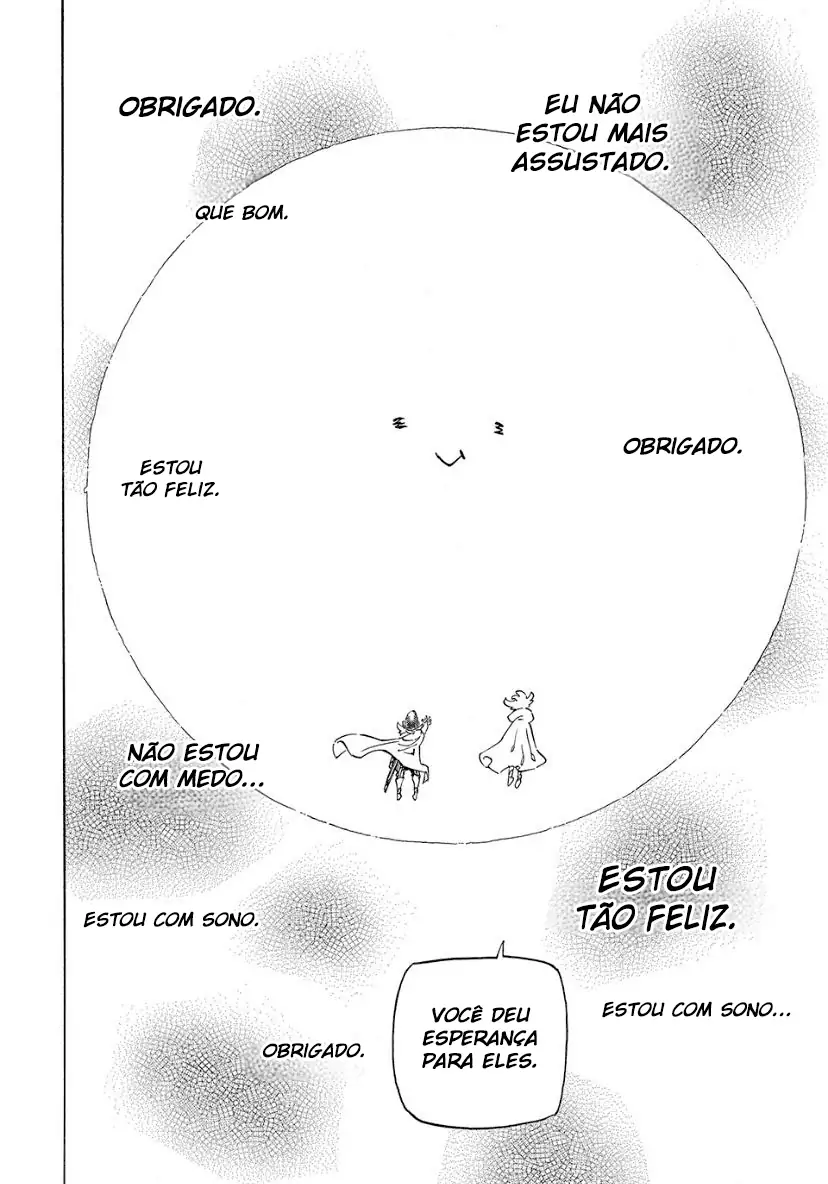 OBRIGADO.
EU NÃO
ESTOU MAIS
ASSUSTADO.
QUE BOM.
OBRIGADO.
ESTOU
TÃO FELIZ.
NÃO ESTOU
COM MEDO...
ESTOU
TÃO FELIZ.
ESTOU COM SONO.
ESTOU COM SONO...
VOCÊ DEU
ESPERANÇA
PARA ELES.
OBRIGADO.